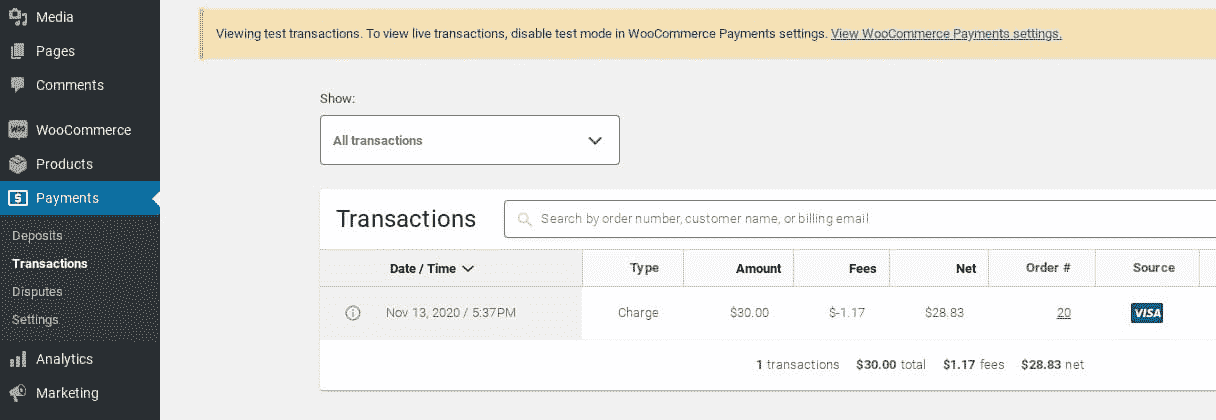 Media
Pages
Comments
WooCommerce
Products
Payments
Deposits
Transactions
Disputes
Settings
Analytics
Marketing
Viewing test transactions. To view live transactions, disable test mode in WooCommerce Payments settings. View WooCommerce Payments settings.
Show:
All transactions
Transactions Search by order number, customer name, or billing email
Date / Time Type Amount Fees Net Order # Source
Nov 13, 2020 / 5:37PM Charge $30.00 $-1.17 $28.83 20 VISA
1 transactions $30.00 total $1.17 fees $28.83 net